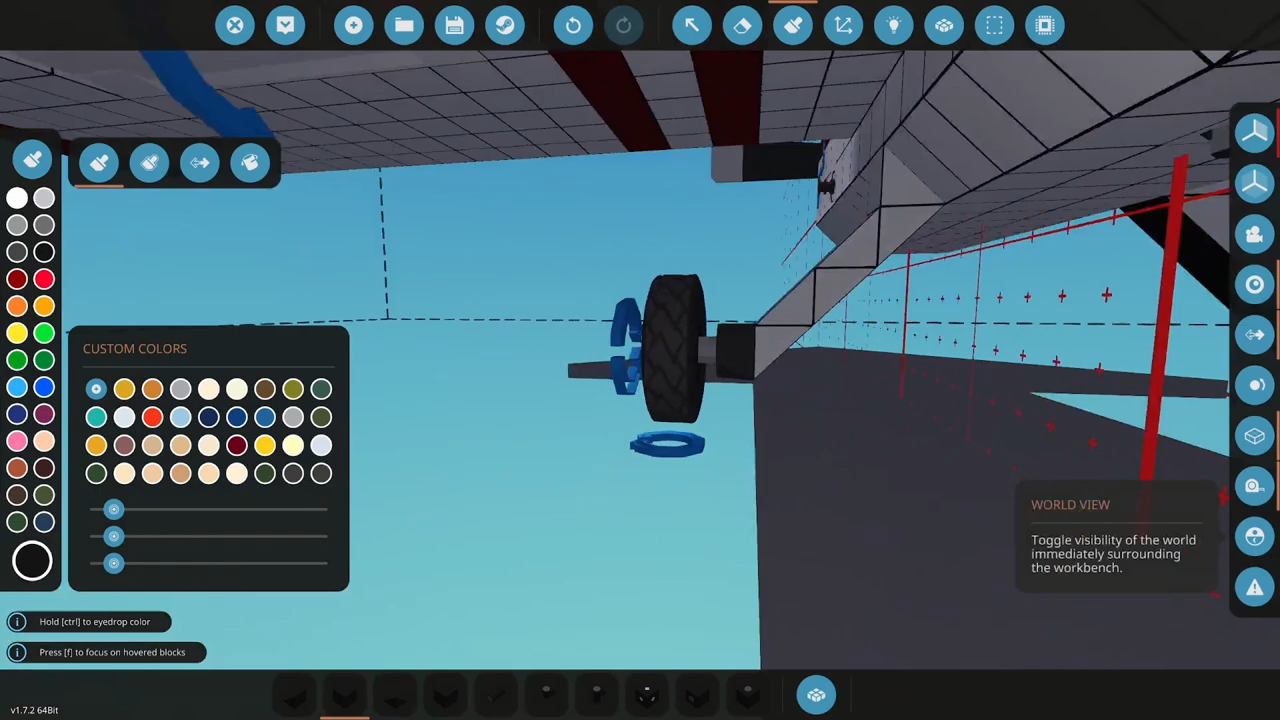 CUSTOM COLORS
WORLD VIEW
Toggle visibility of the world
immediately surrounding
the workbench.
Hold [ctrl] to eyedrop color
Press [f] to focus on hovered blocks
v1.7.2 64Bit